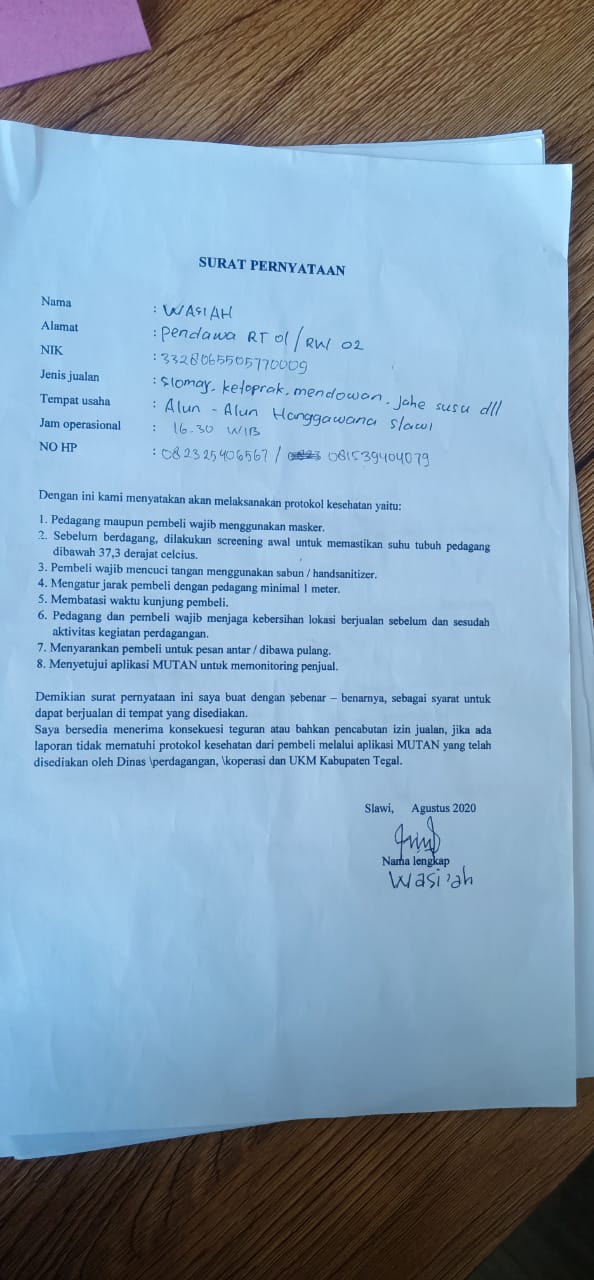 SURAT PERNYATAAN
Nama : WASIAH
Alamat : Pendawa RT 01 / RW 02
NIK : 3328065505770009
Jenis jualan : Siomay, ketoprak, mendowan, Jahe susu dll
Tempat usaha : Alun - Alun Hanggawana Slawi
Jam operasional : 16.30 WIB
NO HP : 082325406567 / 081539404079
Dengan ini kami menyatakan akan melaksanakan protokol kesehatan yaitu:
1. Pedagang maupun pembeli wajib menggunakan masker.
2. Sebelum berdagang, dilakukan screening awal untuk memastikan suhu tubuh pedagang
dibawah 37,3 derajat celcius.
3. Pembeli wajib mencuci tangan menggunakan sabun / handsanitizer.
4. Mengatur jarak pembeli dengan pedagang minimal 1 meter.
5. Membatasi waktu kunjung pembeli.
6. Pedagang dan pembeli wajib menjaga kebersihan lokasi berjualan sebelum dan sesudah
aktivitas kegiatan perdagangan.
7. Menyarankan pembeli untuk pesan antar / dibawa pulang.
8. Menyetujui aplikasi MUTAN untuk memonitoring penjual.
Demikian surat pernyataan ini saya buat dengan sebenar – benarnya, sebagai syarat untuk
dapat berjualan di tempat yang disediakan.
Saya bersedia menerima konsekuesi teguran atau bahkan pencabutan izin jualan, jika ada
laporan tidak mematuhi protokol kesehatan dari pembeli melalui aplikasi MUTAN yang telah
disediakan oleh Dinas \perdagangan, \koperasi dan UKM Kabupaten Tegal.
Slawi, Agustus 2020
Nama lengkap
Wasi'ah